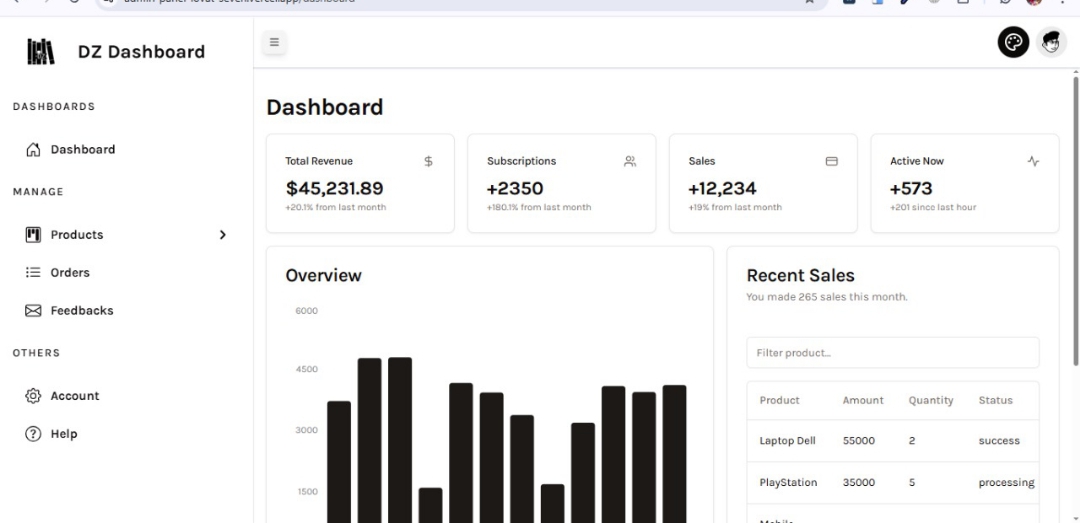 DZ Dashboard
DASHBOARDS
Dashboard
MANAGE
Products
Orders
Feedbacks
OTHERS
Account
Help
Dashboard
Total Revenue
$45,231.89
+20.1% from last month
Subscriptions
+2350
+180.1% from last month
Sales
+12,234
+19% from last month
Active Now
+573
+201 since last hour
Overview
6000
4500
3000
1500
Recent Sales
You made 265 sales this month.
Filter product...
Product Amount Quantity Status
Laptop Dell 55000 2 success
PlayStation 35000 5 processing
Mobile